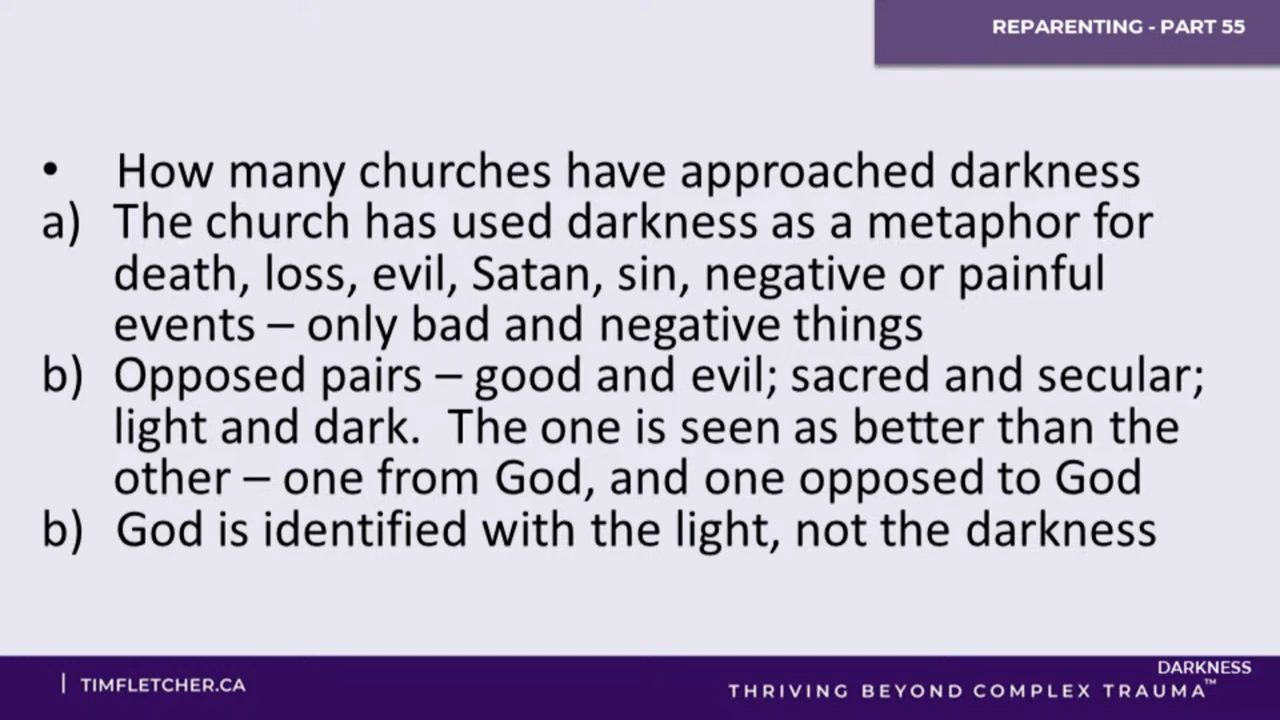 REPARENTING - PART 55
• How many churches have approached darkness
a) The church has used darkness as a metaphor for
death, loss, evil, Satan, sin, negative or painful
events – only bad and negative things
b) Opposed pairs – good and evil; sacred and secular;
light and dark.  The one is seen as better than the
other – one from God, and one opposed to God
b) God is identified with the light, not the darkness
| TIMFLETCHER.CA
DARKNESS
THRIVING BEYOND COMPLEX TRAUMA™